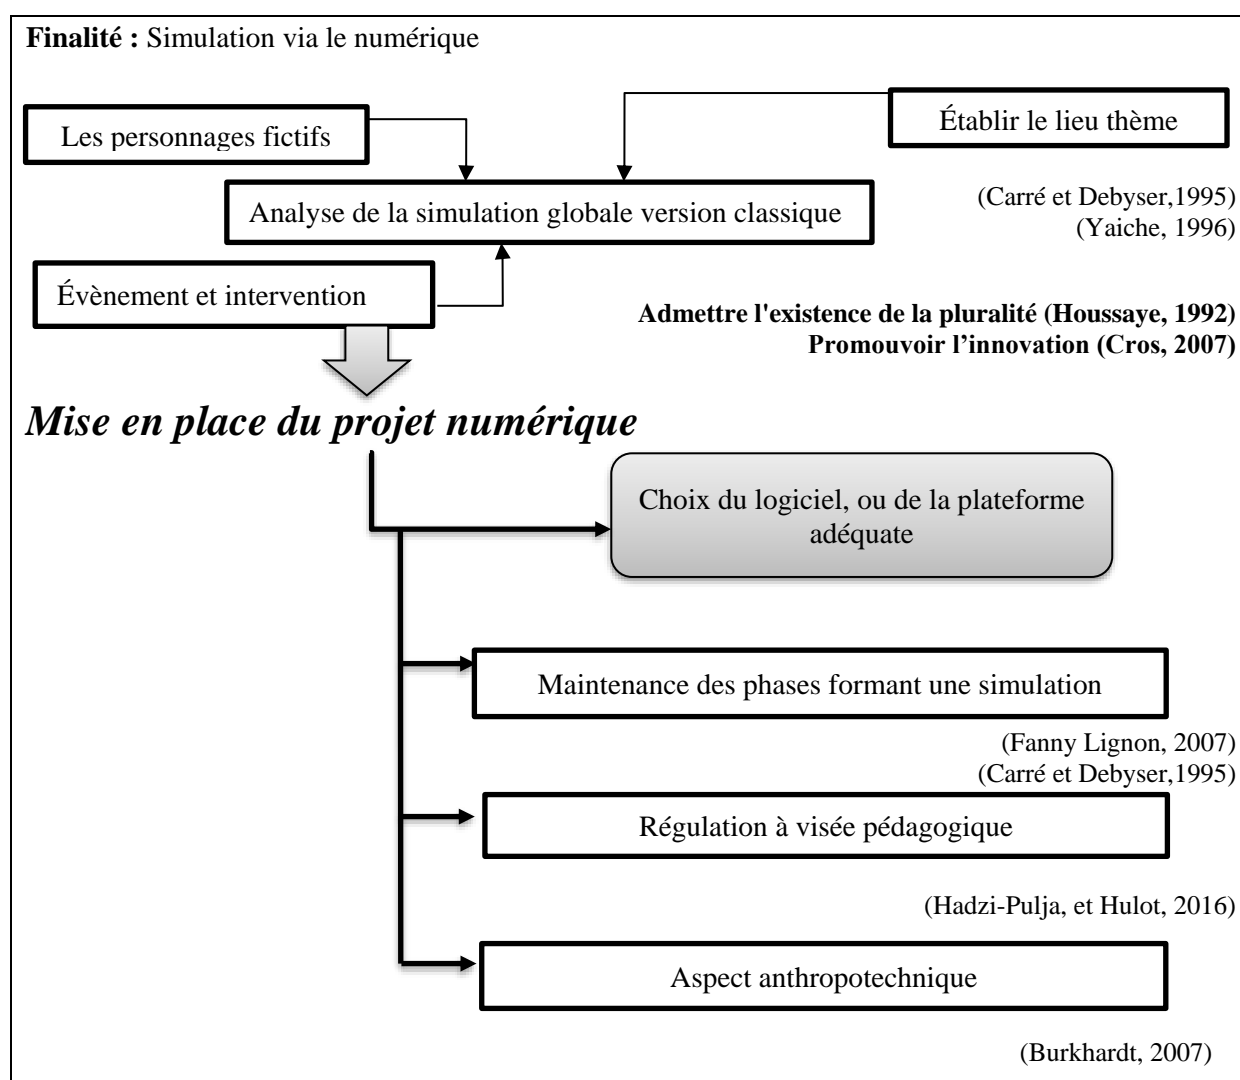 Finalité : Simulation via le numérique
Les personnages fictifs
Établir le lieu thème
Analyse de la simulation globale version classique
(Carré et Debyser,1995)
(Yaiche, 1996)
Évènement et intervention
Admettre l'existence de la pluralité (Houssaye, 1992)
Promouvoir l’innovation (Cros, 2007)
Mise en place du projet numérique
Choix du logiciel, ou de la plateforme
adéquate
Maintenance des phases formant une simulation
(Fanny Lignon, 2007)
(Carré et Debyser,1995)
Régulation à visée pédagogique
(Hadzi-Pulja, et Hulot, 2016)
Aspect anthropotechnique
(Burkhardt, 2007)